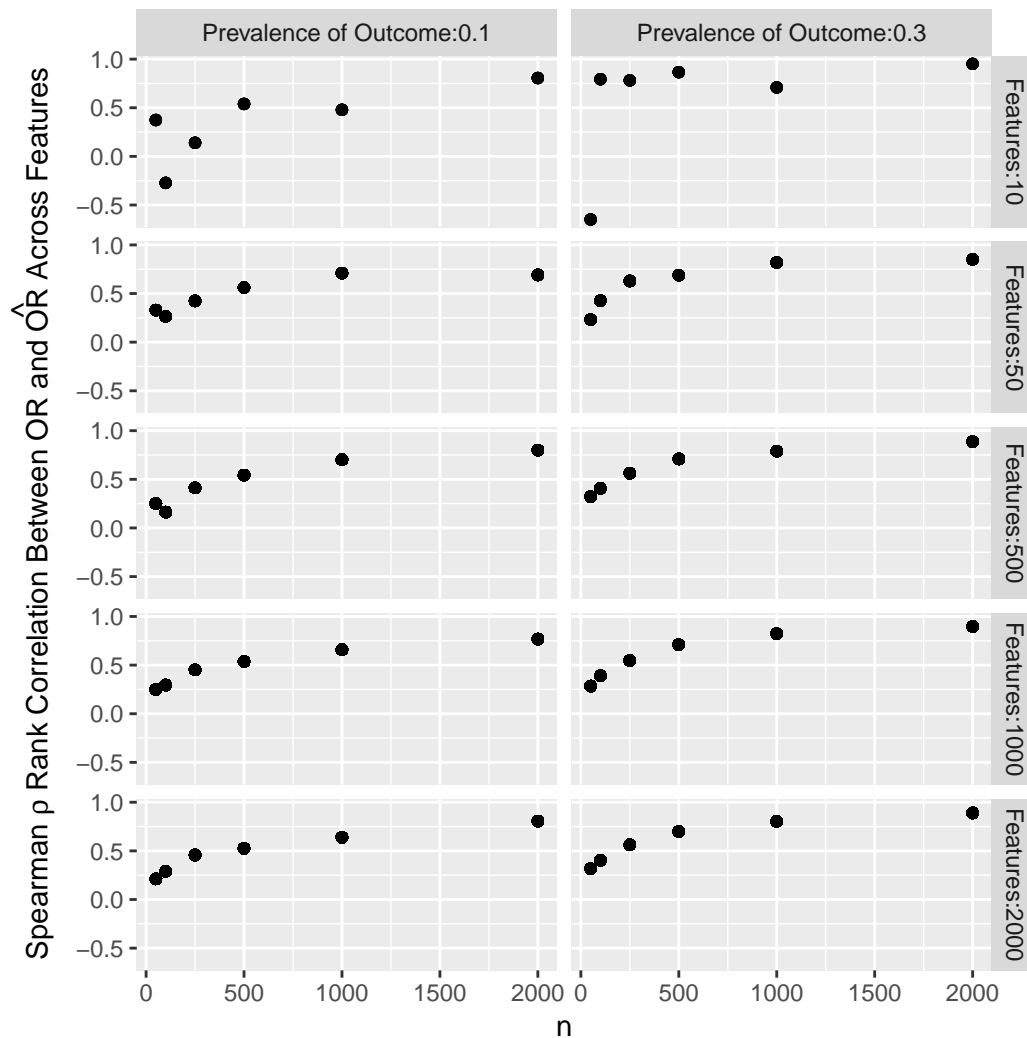 Prevalence of Outcome:0.1
Prevalence of Outcome:0.3
Spearman ρ Rank Correlation Between OR and OR̂ Across Features
1.0
0.5
0.0
−0.5
Features:10
1.0
0.5
0.0
−0.5
Features:50
1.0
0.5
0.0
−0.5
Features:500
1.0
0.5
0.0
−0.5
Features:1000
1.0
0.5
0.0
−0.5
Features:2000
0 500 1000 1500 2000
0 500 1000 1500 2000
n